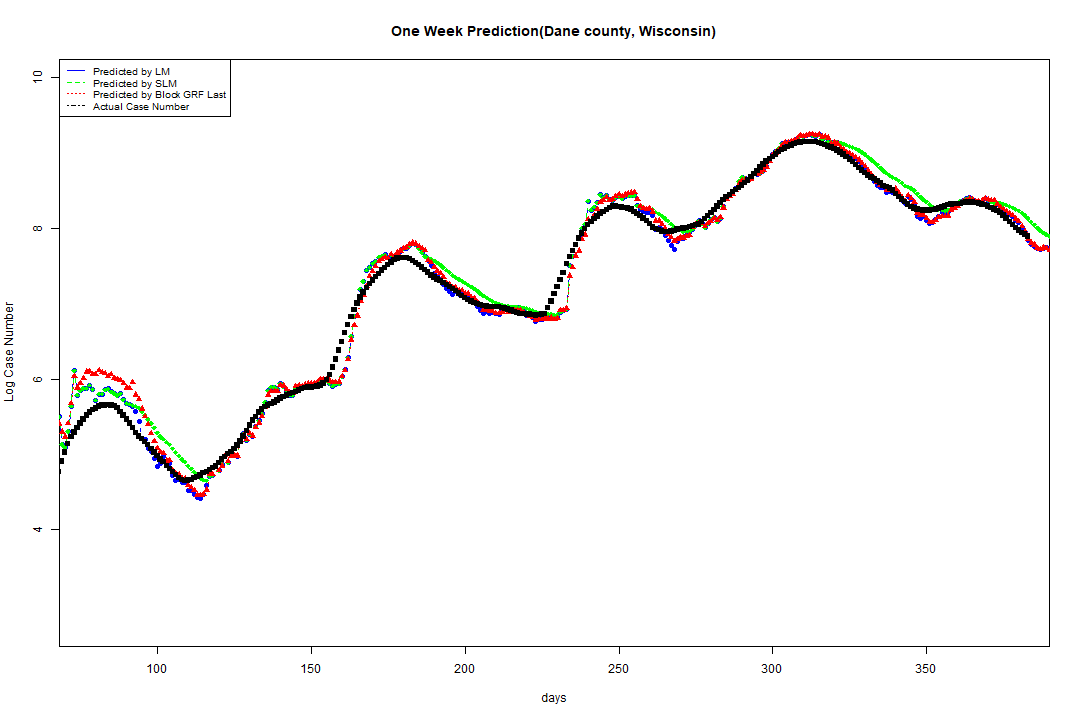 One Week Prediction(Dane county, Wisconsin)
Predicted by LM
Predicted by SLM
Predicted by Block GRF Last
Actual Case Number
Log Case Number
10
8
6
4
100 150 200 250 300 350
days